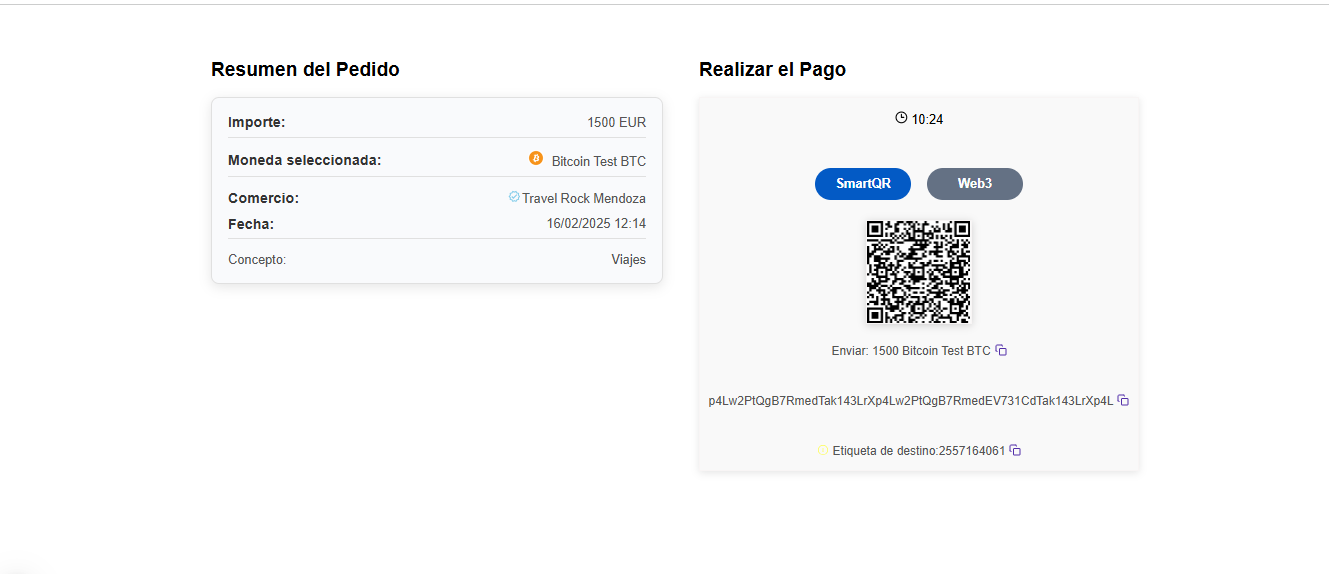 Resumen del Pedido
Importe: 1500 EUR
Moneda seleccionada: Bitcoin Test BTC
Comercio: Travel Rock Mendoza
Fecha: 16/02/2025 12:14
Concepto: Viajes
Realizar el Pago
10:24
SmartQR Web3
Enviar: 1500 Bitcoin Test BTC
p4Lw2PtQgB7RmedTak143LrXp4Lw2PtQgB7RmedEV731CdTak143LrXp4L
Etiqueta de destino:2557164061